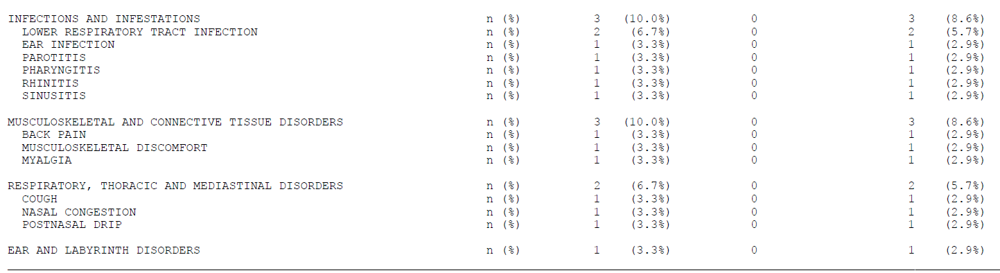 INFECTIONS AND INFESTATIONS n (%) 3 (10.0%) 0 3 (8.6%)
LOWER RESPIRATORY TRACT INFECTION n (%) 2 (6.7%) 0 2 (5.7%)
EAR INFECTION n (%) 1 (3.3%) 0 1 (2.9%)
PAROTITIS n (%) 1 (3.3%) 0 1 (2.9%)
PHARYNGITIS n (%) 1 (3.3%) 0 1 (2.9%)
RHINITIS n (%) 1 (3.3%) 0 1 (2.9%)
SINUSITIS n (%) 1 (3.3%) 0 1 (2.9%)
MUSCULOSKELETAL AND CONNECTIVE TISSUE DISORDERS n (%) 3 (10.0%) 0 3 (8.6%)
BACK PAIN n (%) 1 (3.3%) 0 1 (2.9%)
MUSCULOSKELETAL DISCOMFORT n (%) 1 (3.3%) 0 1 (2.9%)
MYALGIA n (%) 1 (3.3%) 0 1 (2.9%)
RESPIRATORY, THORACIC AND MEDIASTINAL DISORDERS n (%) 2 (6.7%) 0 2 (5.7%)
COUGH n (%) 1 (3.3%) 0 1 (2.9%)
NASAL CONGESTION n (%) 1 (3.3%) 0 1 (2.9%)
POSTNASAL DRIP n (%) 1 (3.3%) 0 1 (2.9%)
EAR AND LABYRINTH DISORDERS n (%) 1 (3.3%) 0 1 (2.9%)